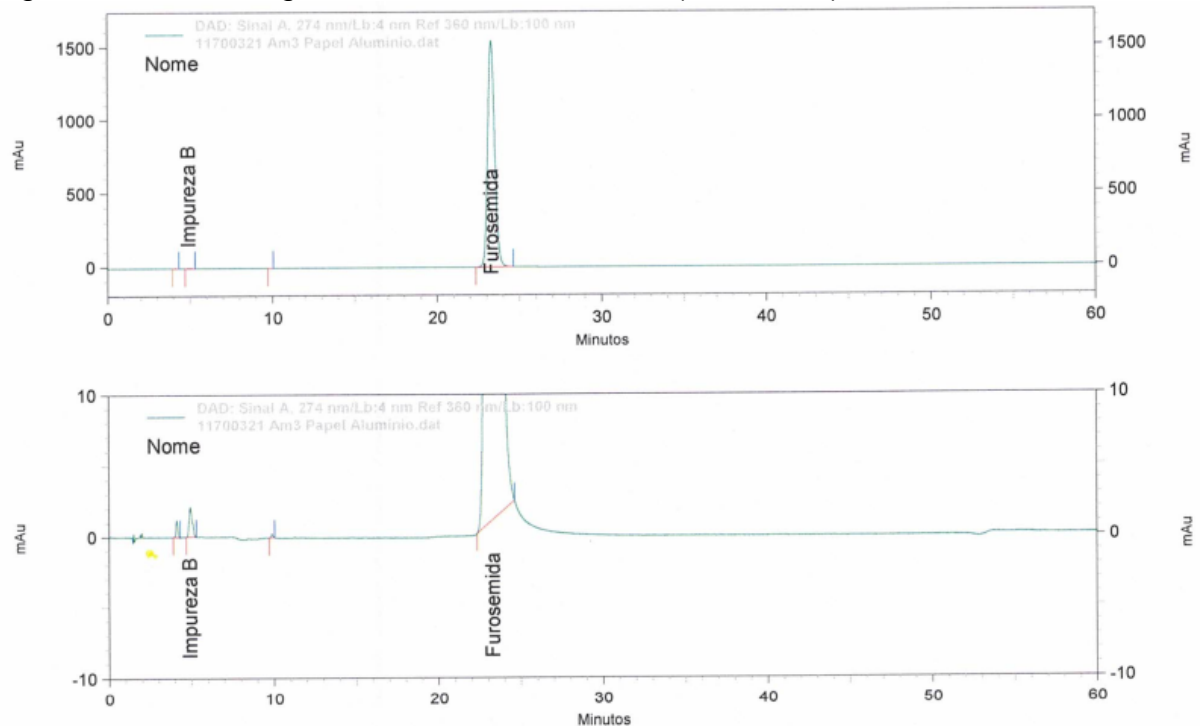 DAD: Sinal A, 274 nm/Lb:4 nm Ref 360 nm/Lb:100 nm
11700321 Am3 Papel Aluminio.dat
Nome
1500
1000
500
0
mAu
Impureza B
Furosemida
1500
1000
500
0
mAu
0 10 20 30 40 50 60
Minutos
DAD: Sinal A, 274 nm/Lb:4 nm Ref 360 nm/Lb:100 nm
11700321 Am3 Papel Aluminio.dat
Nome
10
0
-10
mAu
Impureza B
Furosemida
10
0
-10
mAu
0 10 20 30 40 50 60
Minutos